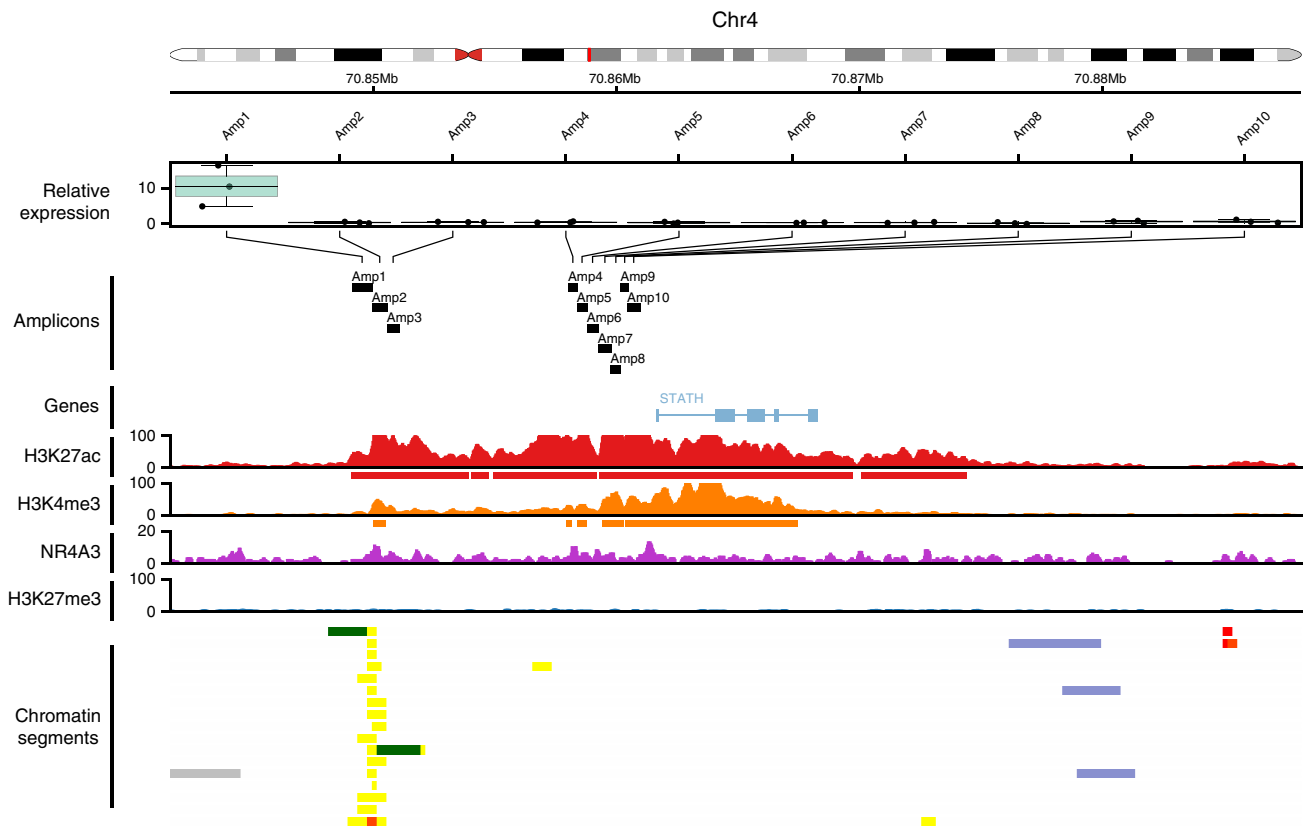 Chr4
70.85Mb 70.86Mb 70.87Mb 70.88Mb
Amp1 Amp2 Amp3 Amp4 Amp5 Amp6 Amp7 Amp8 Amp9 Amp10
Relative
expression
10
0
Amplicons
Amp1 Amp4 Amp9
Amp2 Amp5 Amp10
Amp3 Amp6
Amp7
Amp8
Genes
STATH
H3K27ac
100
0
H3K4me3
100
0
NR4A3
20
0
H3K27me3
100
0
Chromatin
segments